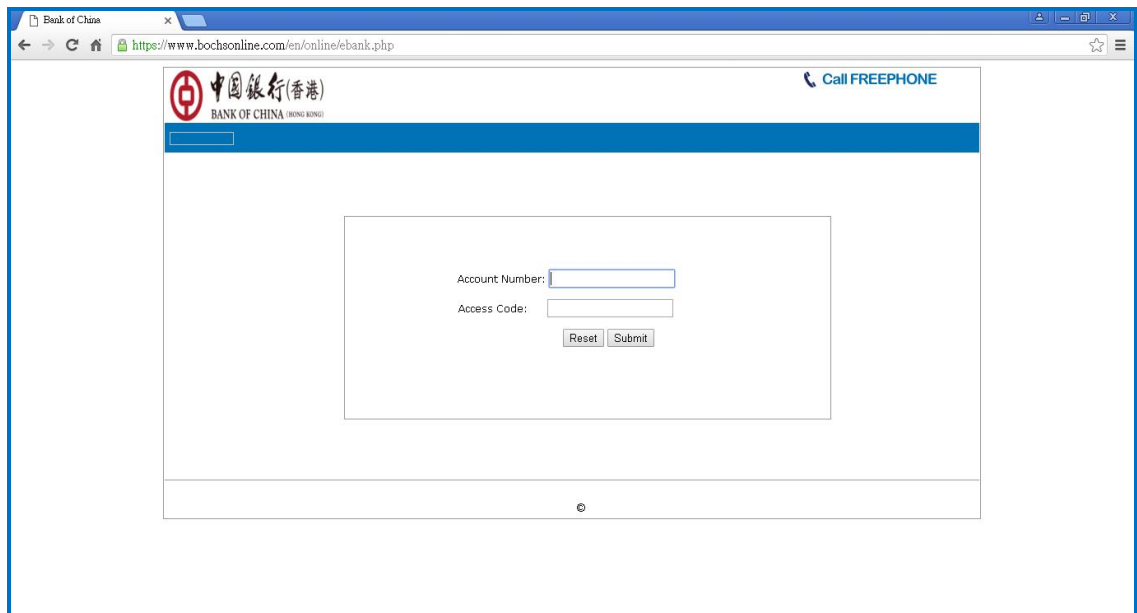 Bank of China
https://www.bochsonline.com/en/online/ebank.php
中国銀行(香港)
BANK OF CHINA (HONG KONG)
Call FREEPHONE
Account Number:
Access Code:
Reset Submit
©